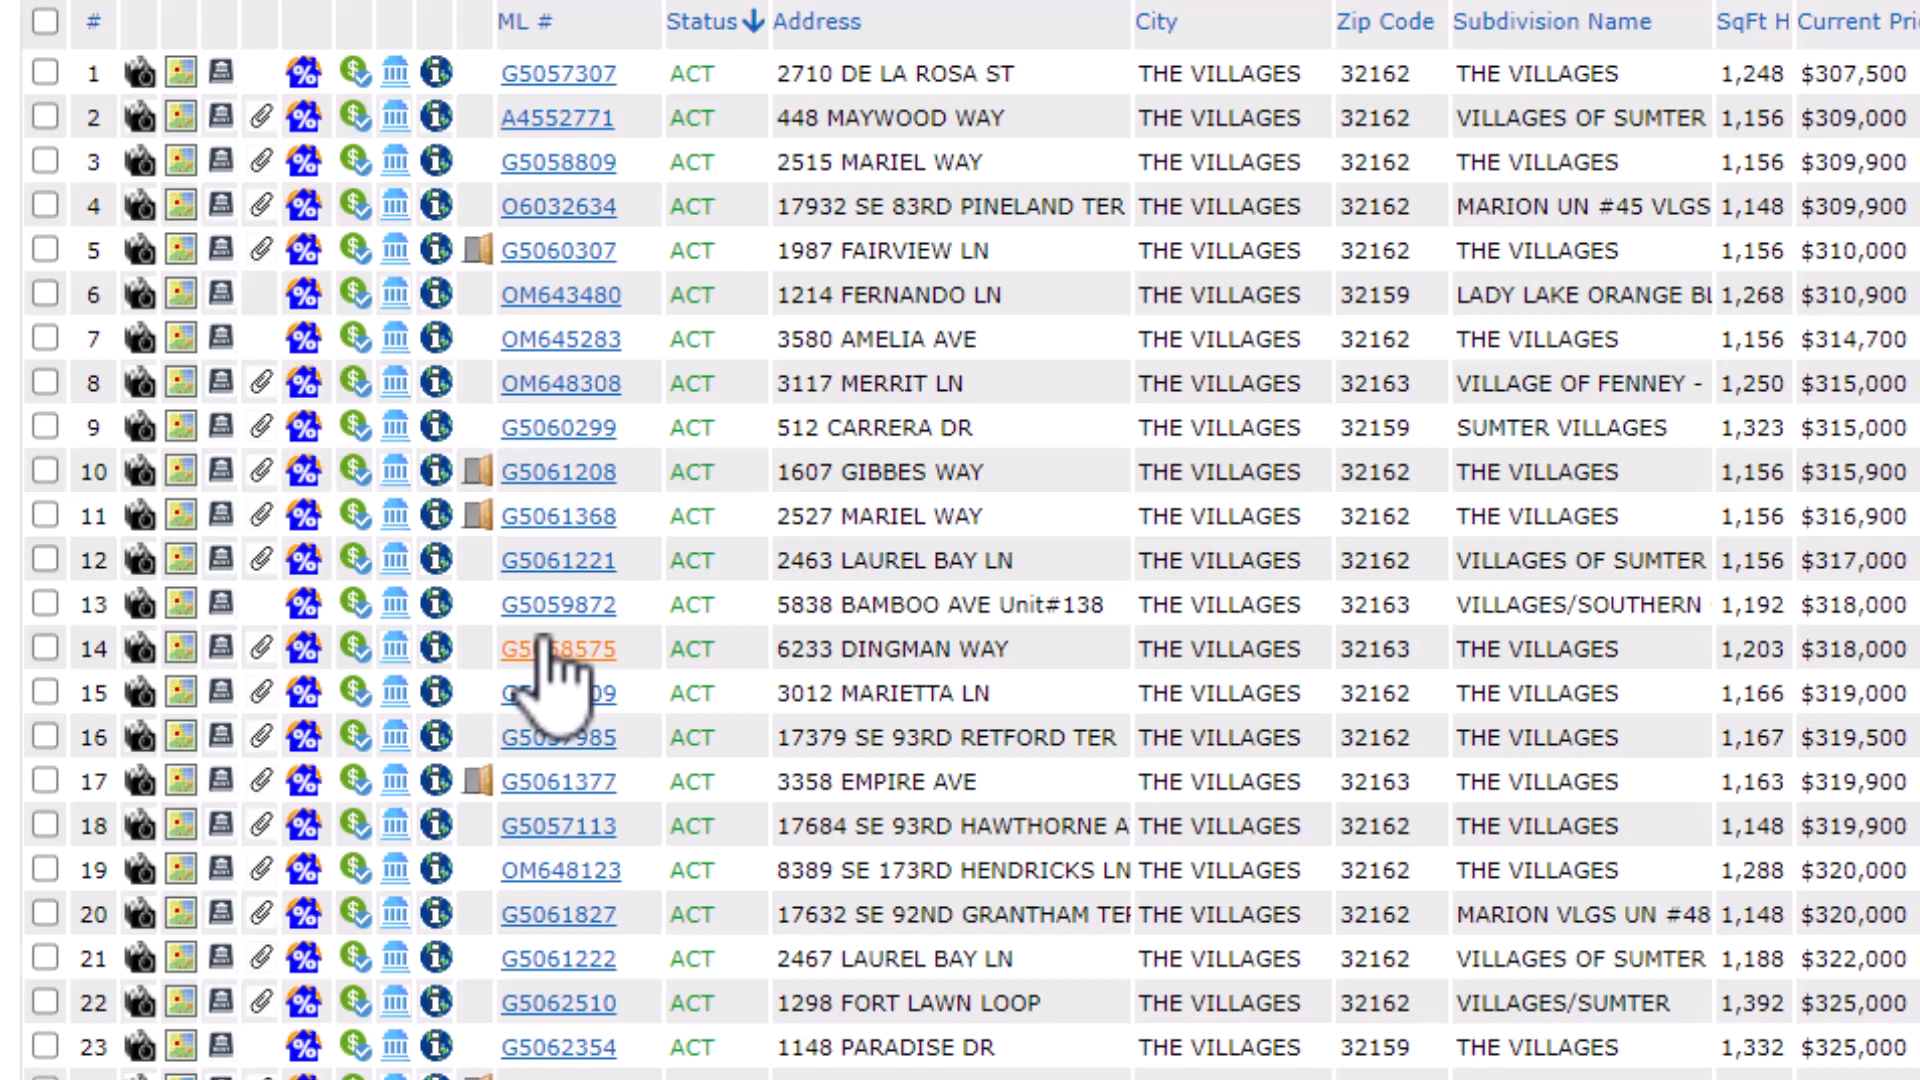 # ML # Status Address City Zip Code Subdivision Name SqFt H Current Pri
1 G5057307 ACT 2710 DE LA ROSA ST THE VILLAGES 32162 THE VILLAGES 1,248 $307,500
2 A4552771 ACT 448 MAYWOOD WAY THE VILLAGES 32162 VILLAGES OF SUMTER 1,156 $309,000
3 G5058809 ACT 2515 MARIEL WAY THE VILLAGES 32162 THE VILLAGES 1,156 $309,900
4 O6032634 ACT 17932 SE 83RD PINELAND TER THE VILLAGES 32162 MARION UN #45 VLGS 1,148 $309,900
5 G5060307 ACT 1987 FAIRVIEW LN THE VILLAGES 32162 THE VILLAGES 1,156 $310,000
6 OM643480 ACT 1214 FERNANDO LN THE VILLAGES 32159 LADY LAKE ORANGE BL 1,268 $310,900
7 OM645283 ACT 3580 AMELIA AVE THE VILLAGES 32162 THE VILLAGES 1,156 $314,700
8 OM648308 ACT 3117 MERRIT LN THE VILLAGES 32163 VILLAGE OF FENNEY - 1,250 $315,000
9 G5060299 ACT 512 CARRERA DR THE VILLAGES 32159 SUMTER VILLAGES 1,323 $315,000
10 G5061208 ACT 1607 GIBBES WAY THE VILLAGES 32162 THE VILLAGES 1,156 $315,900
11 G5061368 ACT 2527 MARIEL WAY THE VILLAGES 32162 THE VILLAGES 1,156 $316,900
12 G5061221 ACT 2463 LAUREL BAY LN THE VILLAGES 32162 VILLAGES OF SUMTER 1,156 $317,000
13 G5059872 ACT 5838 BAMBOO AVE Unit#138 THE VILLAGES 32163 VILLAGES/SOUTHERN 1,192 $318,000
14 ACT 6233 DINGMAN WAY THE VILLAGES 32163 THE VILLAGES 1,203 $318,000
15 ACT 3012 MARIETTA LN THE VILLAGES 32162 THE VILLAGES 1,166 $319,000
16 ACT 17379 SE 93RD RETFORD TER THE VILLAGES 32162 THE VILLAGES 1,167 $319,500
17 G5061377 ACT 3358 EMPIRE AVE THE VILLAGES 32163 THE VILLAGES 1,163 $319,900
18 G5057113 ACT 17684 SE 93RD HAWTHORNE A THE VILLAGES 32162 THE VILLAGES 1,148 $319,900
19 OM648123 ACT 8389 SE 173RD HENDRICKS LN THE VILLAGES 32162 THE VILLAGES 1,288 $320,000
20 G5061827 ACT 17632 SE 92ND GRANTHAM TER THE VILLAGES 32162 MARION VLGS UN #48 1,148 $320,000
21 G5061222 ACT 2467 LAUREL BAY LN THE VILLAGES 32162 VILLAGES OF SUMTER 1,188 $322,000
22 G5062510 ACT 1298 FORT LAWN LOOP THE VILLAGES 32162 VILLAGES/SUMTER 1,392 $325,000
23 G5062354 ACT 1148 PARADISE DR THE VILLAGES 32159 THE VILLAGES 1,332 $325,000